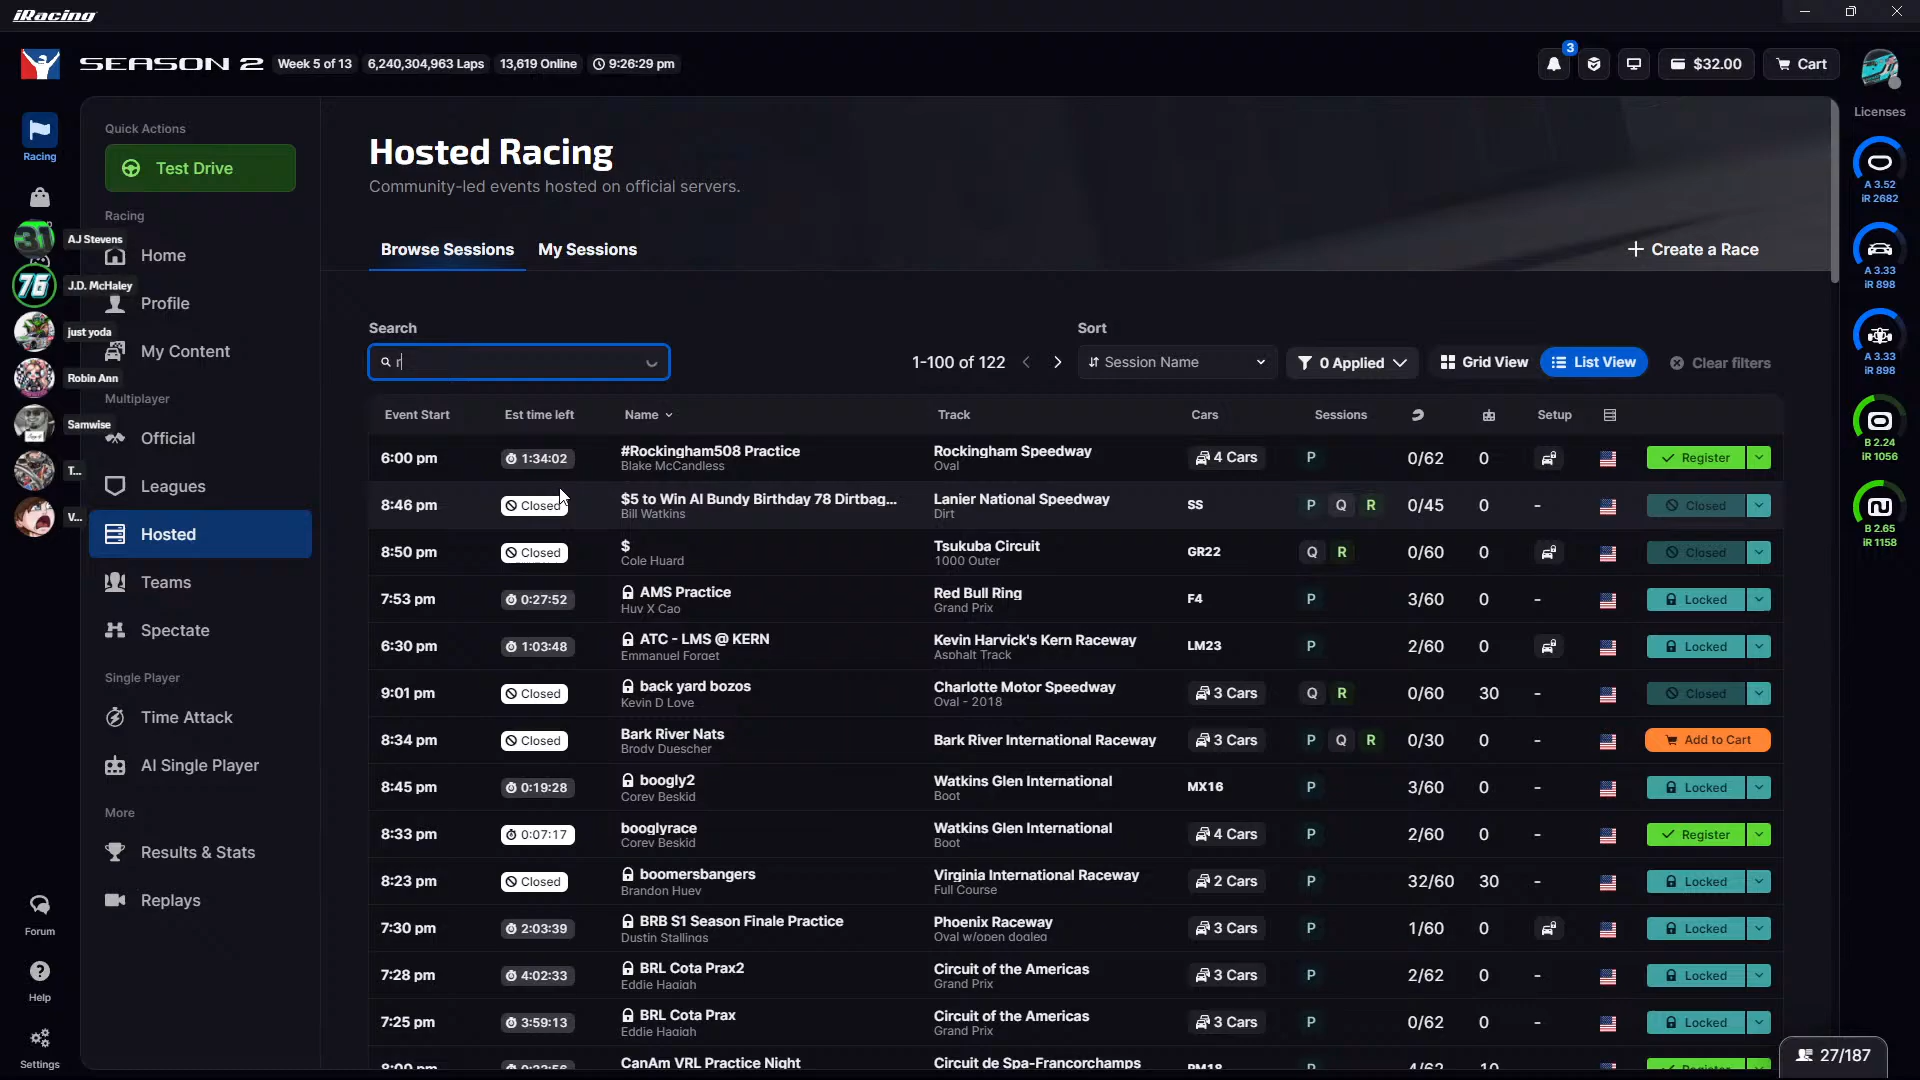 iRacing
SEASON 2
Week 5 of 13
6,240,304,963 Laps
13,619 Online
9:26:29 pm
3
$32.00
Cart
Racing
Forum
Help
Settings
AJ Stevens
J.D. McHaley
just yoda
Robin Ann
Samwise
T...
V...
Quick Actions
Test Drive
Racing
Home
Profile
My Content
Multiplayer
Official
Leagues
Hosted
Teams
Spectate
Single Player
Time Attack
AI Single Player
More
Results & Stats
Replays
Hosted Racing
Community-led events hosted on official servers.
Browse Sessions
My Sessions
Create a Race
Search
r
1-100 of 122
Sort
Session Name
0 Applied
Grid View
List View
Clear filters
Event Start Est time left Name Track Cars Sessions Setup
6:00 pm 1:34:02 #Rockingham508 Practice Rockingham Speedway 4 Cars P 0/62 0 Register
Blake McCandless Oval
8:46 pm Closed $5 to Win Al Bundy Birthday 78 Dirtbag... Lanier National Speedway SS P Q R 0/45 0 - Closed
Bill Watkins Dirt
8:50 pm Closed $ Tsukuba Circuit GR22 Q R 0/60 0 Closed
Cole Huard 1000 Outer
7:53 pm 0:27:52 AMS Practice Red Bull Ring F4 P 3/60 0 - Locked
Huy X Cao Grand Prix
6:30 pm 1:03:48 ATC - LMS @ KERN Kevin Harvick's Kern Raceway LM23 P 2/60 0 Locked
Emmanuel Forget Asphalt Track
9:01 pm Closed back yard bozos Charlotte Motor Speedway 3 Cars Q R 0/60 30 - Closed
Kevin D Love Oval - 2018
8:34 pm Closed Bark River Nats Bark River International Raceway 3 Cars P Q R 0/30 0 - Add to Cart
Brody Duescher
8:45 pm 0:19:28 boogly2 Watkins Glen International MX16 P 3/60 0 - Locked
Corey Beskid Boot
8:33 pm 0:07:17 booglyrace Watkins Glen International 4 Cars P 2/60 0 - Register
Corey Beskid Boot
8:23 pm Closed boomersbangers Virginia International Raceway 2 Cars P 32/60 30 - Locked
Brandon Huey Full Course
7:30 pm 2:03:39 BRB S1 Season Finale Practice Phoenix Raceway 3 Cars P 1/60 0 Locked
Dustin Stallings Oval w/open dogleg
7:28 pm 4:02:33 BRL Cota Prax2 Circuit of the Americas 3 Cars P 2/62 0 - Locked
Eddie Hagigh Grand Prix
7:25 pm 3:59:13 BRL Cota Prax Circuit of the Americas 3 Cars P 0/62 0 - Locked
Eddie Hagigh Grand Prix
CanAm VRL Practice Night Circuit de Spa-Francorchamps
Licenses
A 3.52
iR 2682
A 3.33
iR 898
A 3.33
iR 898
B 2.24
iR 1056
B 2.65
iR 1158
27/187